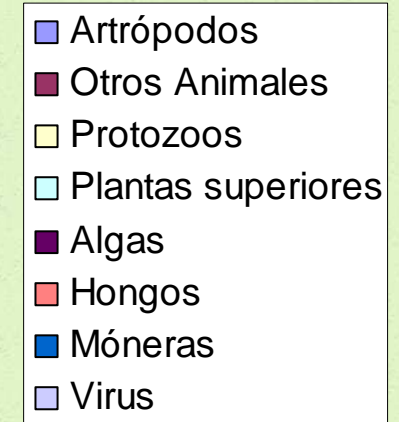 Artrópodos
Otros Animales
Protozoos
Plantas superiores
Algas
Hongos
Móneras
Virus